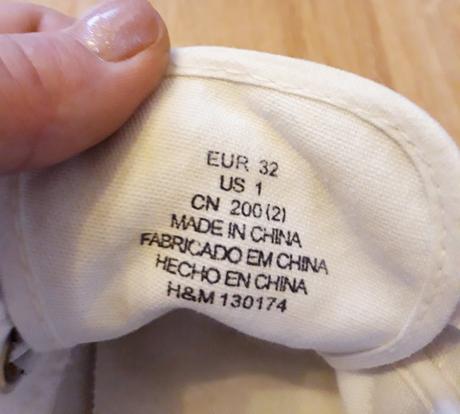 EUR 32
US 1
CN 200(2)
MADE IN CHINA
FABRICADO EM CHINA
HECHO EN CHINA
H&M 130174